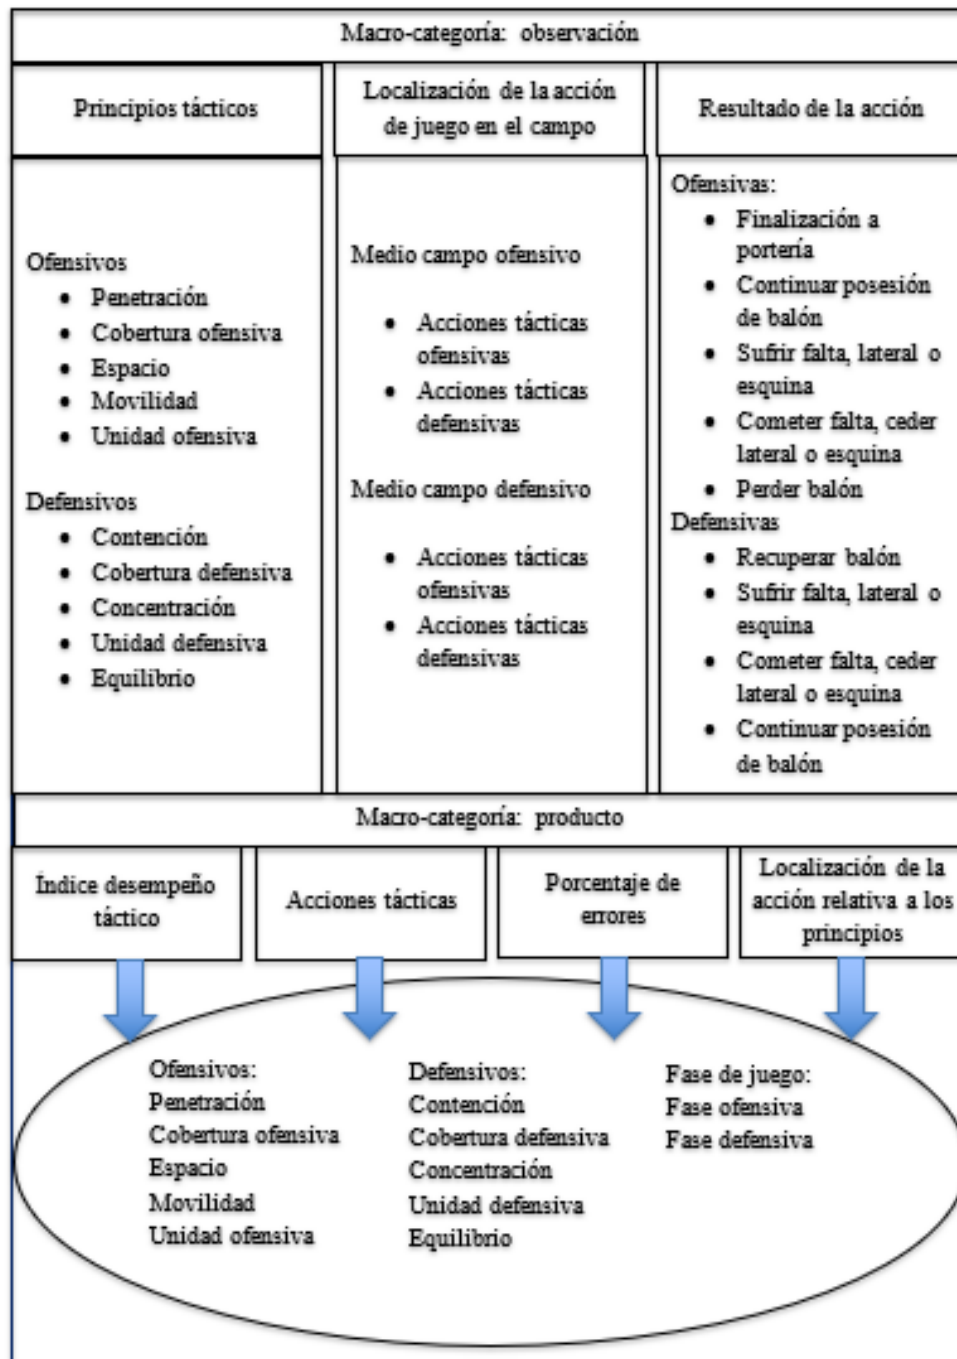 Macro-categoría: observación
Principios tácticos
Localización de la acción
de juego en el campo
Resultado de la acción
Ofensivos
• Penetración
• Cobertura ofensiva
• Espacio
• Movilidad
• Unidad ofensiva
Defensivos
• Contención
• Cobertura defensiva
• Concentración
• Unidad defensiva
• Equilibrio
Medio campo ofensivo
• Acciones tácticas
ofensivas
• Acciones tácticas
defensivas
Medio campo defensivo
• Acciones tácticas
ofensivas
• Acciones tácticas
defensivas
Ofensivas:
• Finalización a
portería
• Continuar posesión
de balón
• Sufrir falta, lateral o
esquina
• Cometer falta, ceder
lateral o esquina
• Perder balón
Defensivas
• Recuperar balón
• Sufrir falta, lateral o
esquina
• Cometer falta, ceder
lateral o esquina
• Continuar posesión
de balón
Macro-categoría: producto
Índice desempeño
táctico
Acciones tácticas
Porcentaje de
errores
Localización de la
acción relativa a los
principios
Ofensivos:
Penetración
Cobertura ofensiva
Espacio
Movilidad
Unidad ofensiva
Defensivos:
Contención
Cobertura defensiva
Concentración
Unidad defensiva
Equilibrio
Fase de juego:
Fase ofensiva
Fase defensiva